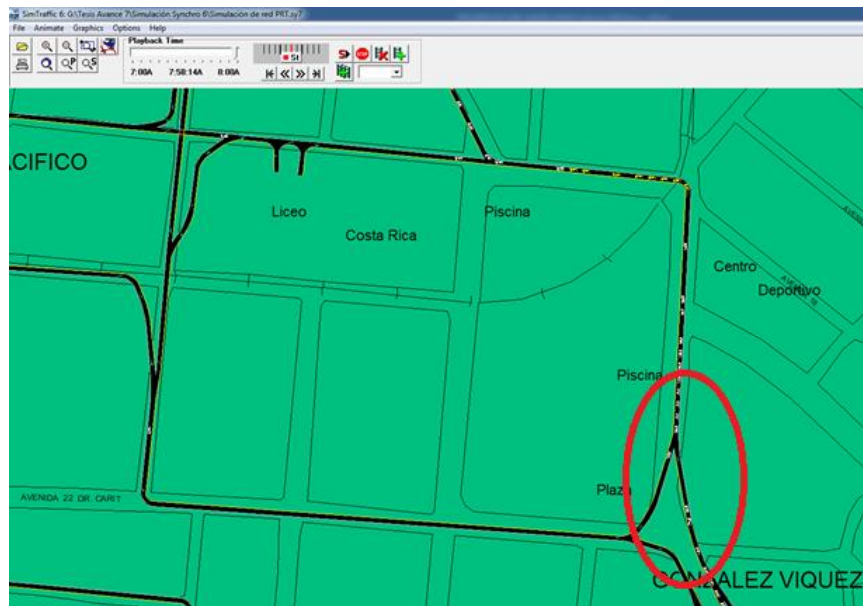 SimTraffic 6: G:\Tesis Avance 7\Simulación Synchro 6\Simulación de red PRT.sy7
File Animate Graphics Options Help
Playback Time
St
STOP
P
S
7:00A 7:58:14A 8:00A
CIFICO
Liceo
Piscina
Costa Rica
Centro
Deportivo
Piscina
Plaza
AVENIDA 22 DR. CARIT
GONZALEZ VIQUEZ